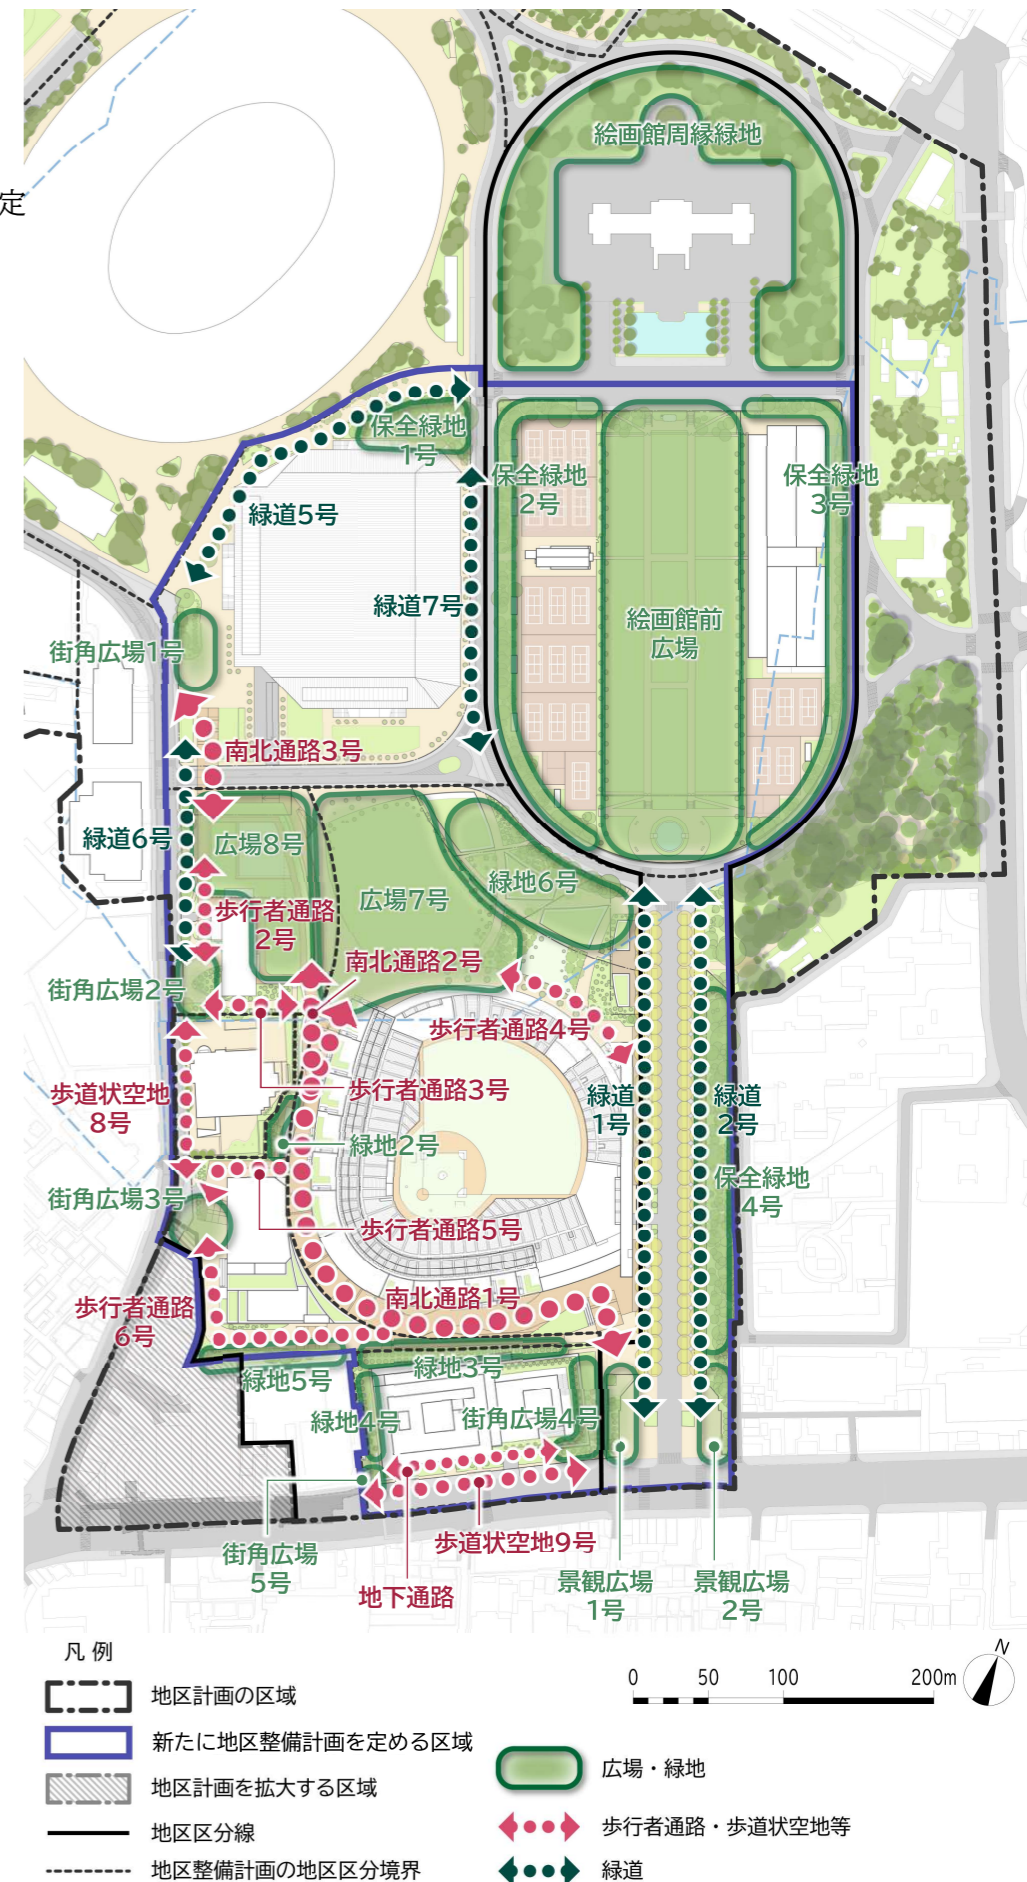 定
絵画館周縁緑地
保全緑地
1号
保全緑地
2号
保全緑地
3号
緑道5号
緑道7号
絵画館前
広場
街角広場1号
南北通路3号
緑道6号
広場8号
緑地6号
広場7号
歩行者通路
2号
南北通路2号
街角広場2号
歩行者通路4号
歩行者通路3号
歩道状空地
8号
緑道
1号
緑道
2号
緑地2号
保全緑地
4号
街角広場3号
歩行者通路5号
南北通路1号
歩行者通路
6号
緑地3号
緑地5号
緑地4号
街角広場4号
歩道状空地9号
街角広場
5号
地下通路
景観広場
1号
景観広場
2号
凡 例
N
0 50 100 200m
地区計画の区域
新たに地区整備計画を定める区域
地区計画を拡大する区域
地区区分線
地区整備計画の地区区分境界
広場・緑地
歩行者通路・歩道状空地等
緑道